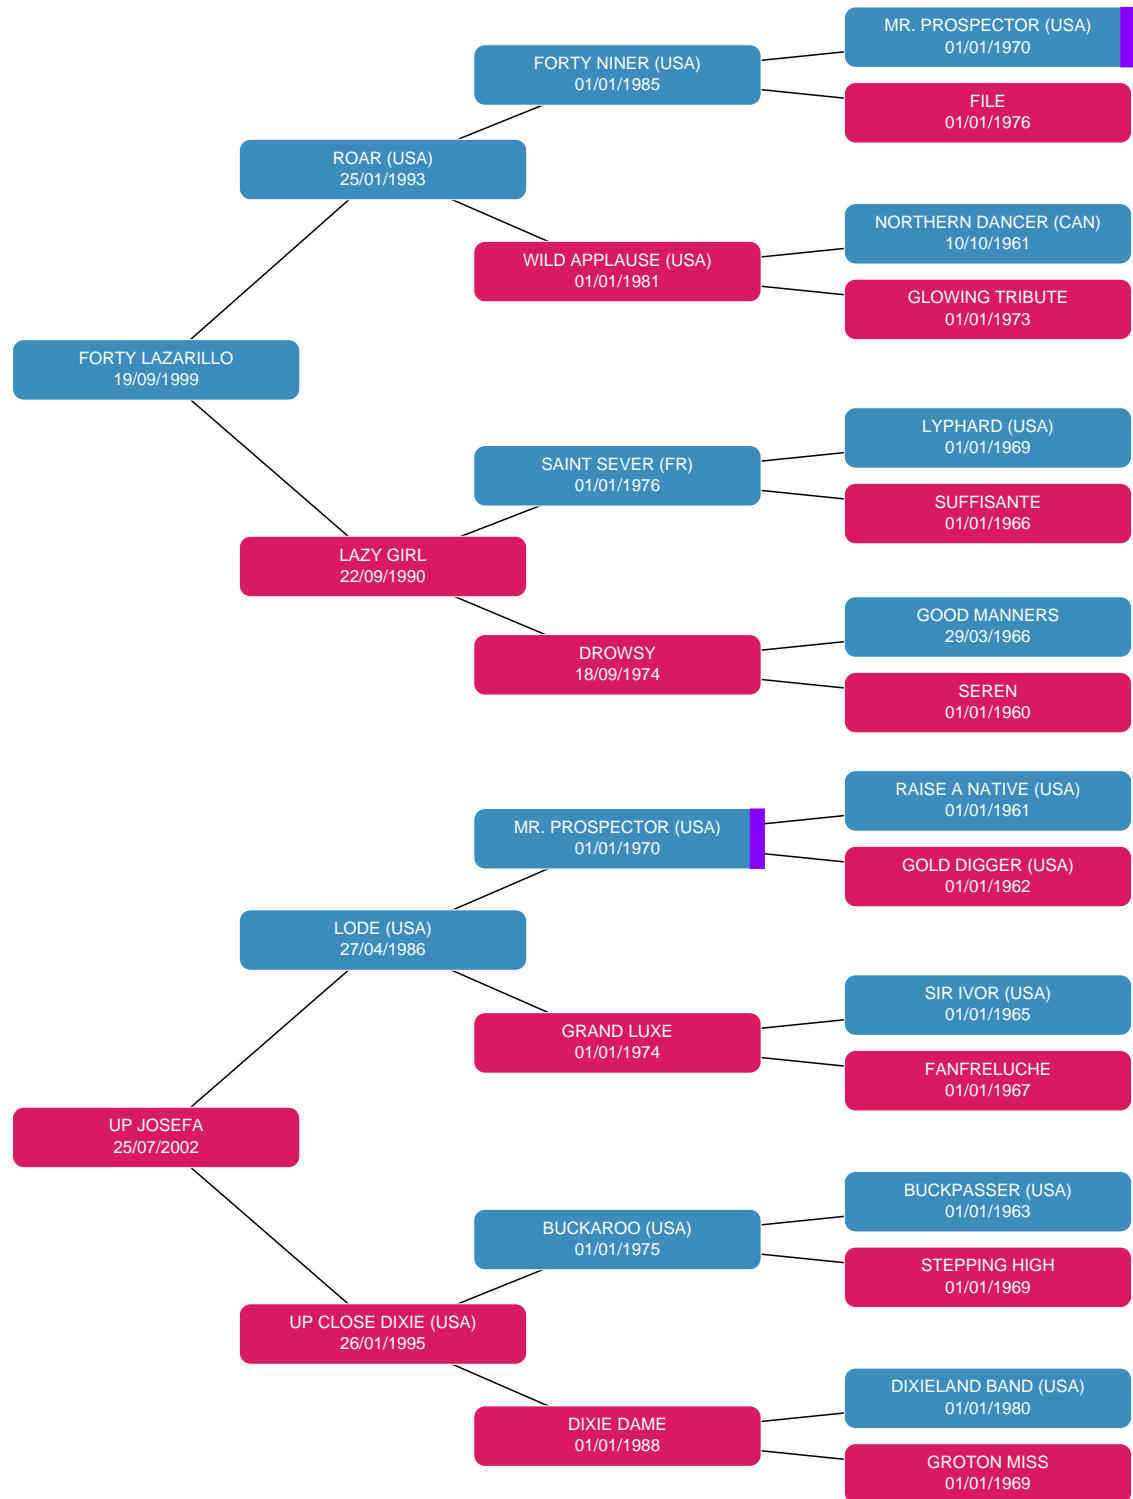 MR. PROSPECTOR (USA)
01/01/1970
FORTY NINER (USA)
01/01/1985
FILE
01/01/1976
ROAR (USA)
25/01/1993
NORTHERN DANCER (CAN)
10/10/1961
WILD APPLAUSE (USA)
01/01/1981
GLOWING TRIBUTE
01/01/1973
FORTY LAZARILLO
19/09/1999
LYPHARD (USA)
01/01/1969
SAINT SEVER (FR)
01/01/1976
SUFFISANTE
01/01/1966
LAZY GIRL
22/09/1990
GOOD MANNERS
29/03/1966
DROWSY
18/09/1974
SEREN
01/01/1960
RAISE A NATIVE (USA)
01/01/1961
MR. PROSPECTOR (USA)
01/01/1970
GOLD DIGGER (USA)
01/01/1962
LODE (USA)
27/04/1986
SIR IVOR (USA)
01/01/1965
GRAND LUXE
01/01/1974
FANFRELUCHE
01/01/1967
UP JOSEFA
25/07/2002
BUCKPASSER (USA)
01/01/1963
BUCKAROO (USA)
01/01/1975
STEPPING HIGH
01/01/1969
UP CLOSE DIXIE (USA)
26/01/1995
DIXIELAND BAND (USA)
01/01/1980
DIXIE DAME
01/01/1988
GROTON MISS
01/01/1969